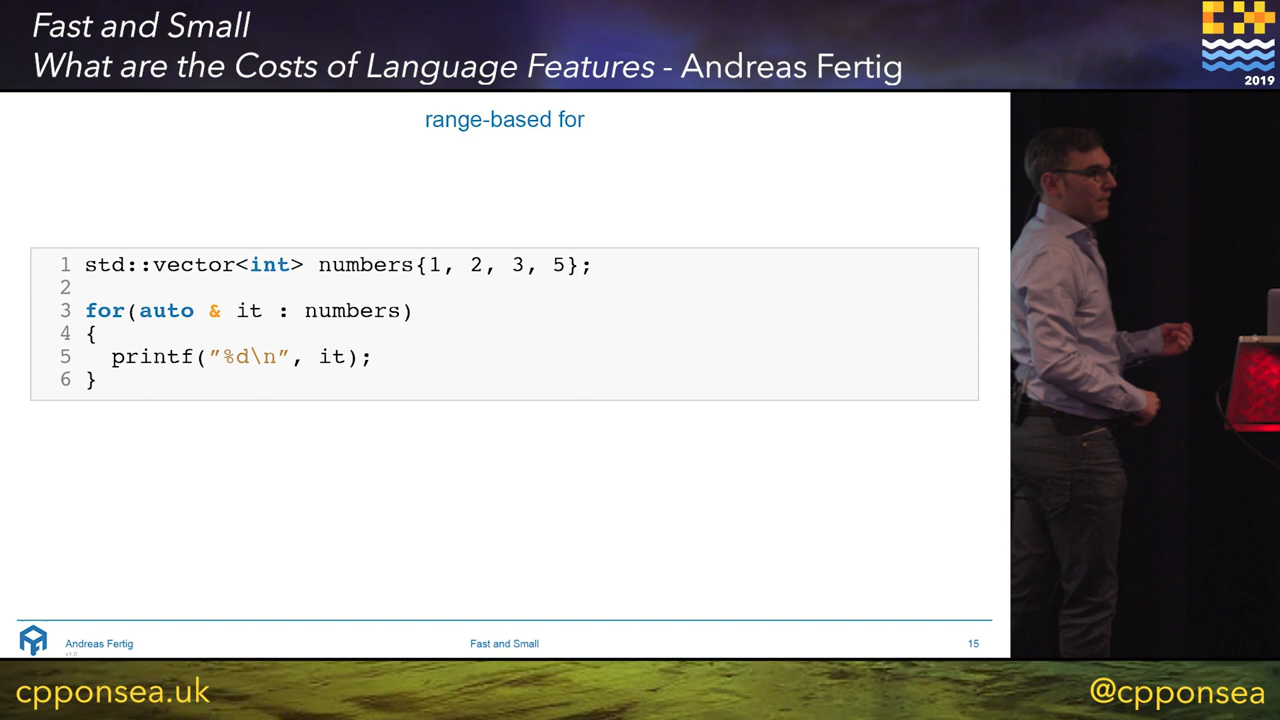 Fast and Small
What are the Costs of Language Features - Andreas Fertig
2019
range-based for
1 std::vector<int> numbers{1, 2, 3, 5};
2
3 for(auto & it : numbers)
4 {
5   printf("%d\n", it);
6 }
Andreas Fertig
v1.0
Fast and Small
15
cpponsea.uk
@cpponsea